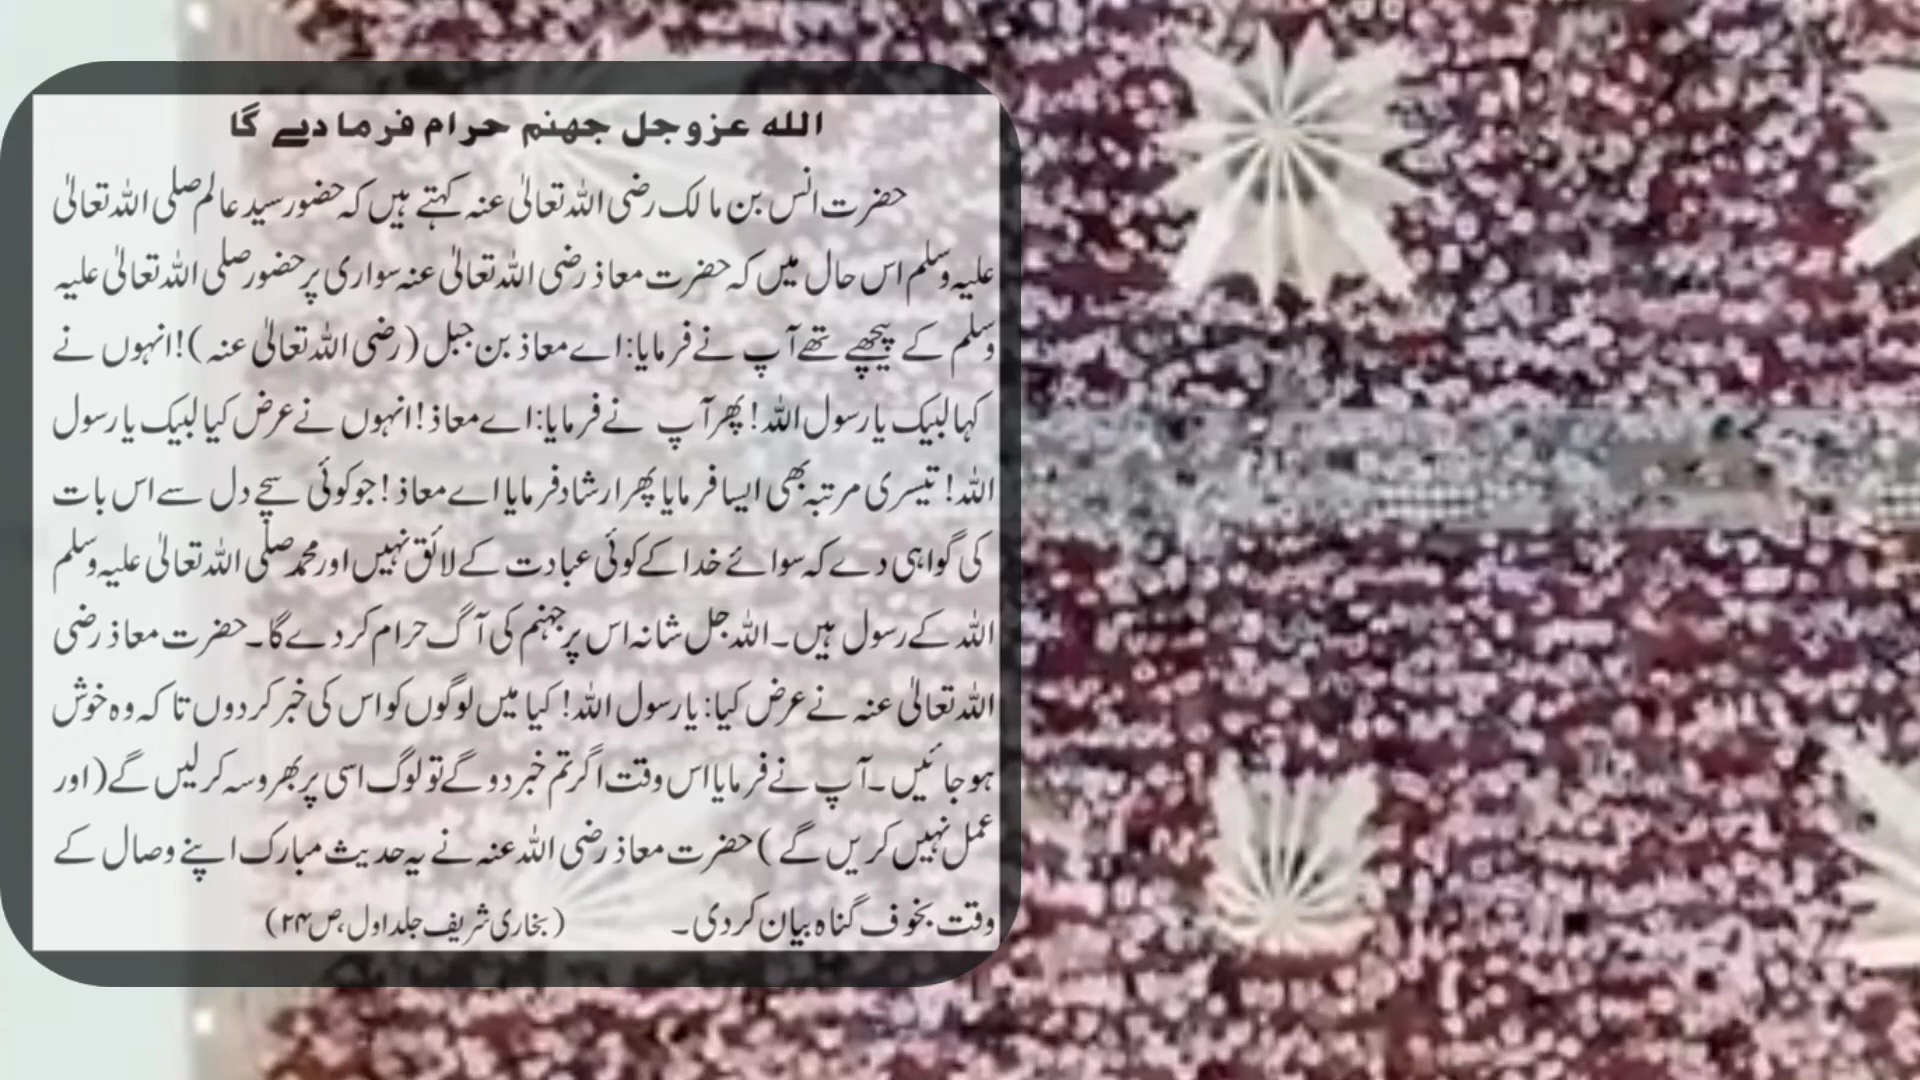 الله عزوجل جهنم حرام فرما دیے گا
حضرت انس بن مالک رضی اللہ تعالیٰ عنہ کہتے ہیں کہ حضور سید عالم صلی اللہ تعالیٰ
علیہ وسلم اس حال میں کہ حضرت معاذ رضی اللہ تعالیٰ عنہ سواری پر حضور صلی اللہ تعالیٰ علیہ
وسلم کے پیچھے تھے آپ نے فرمایا: اے معاذ بن جبل (رضی اللہ تعالیٰ عنہ)! انہوں نے
کہا لبیک یا رسول اللہ! پھر آپ نے فرمایا: اے معاذ! انہوں نے عرض کیا لبیک یا رسول
اللہ! تیسری مرتبہ بھی ایسا فرمایا پھر ارشاد فرمایا اے معاذ! جو کوئی سچے دل سے اس بات
کی گواہی دے کہ سوائے خدا کے کوئی عبادت کے لائق نہیں اور محمد صلی اللہ تعالیٰ علیہ وسلم
اللہ کے رسول ہیں۔ اللہ جل شانہ اس پر جہنم کی آگ حرام کر دے گا۔ حضرت معاذ رضی
اللہ تعالیٰ عنہ نے عرض کیا: یا رسول اللہ! کیا میں لوگوں کو اس کی خبر کر دوں تا کہ وہ خوش
ہو جائیں۔ آپ نے فرمایا اس وقت اگر تم خبر دو گے تو لوگ اسی پر بھروسہ کر لیں گے (اور
عمل نہیں کریں گے) حضرت معاذ رضی اللہ عنہ نے یہ حدیث مبارک اپنے وصال کے
وقت بخوف گناہ بیان کر دی۔ (بخاری شریف جلد اول، ص ۲۴)